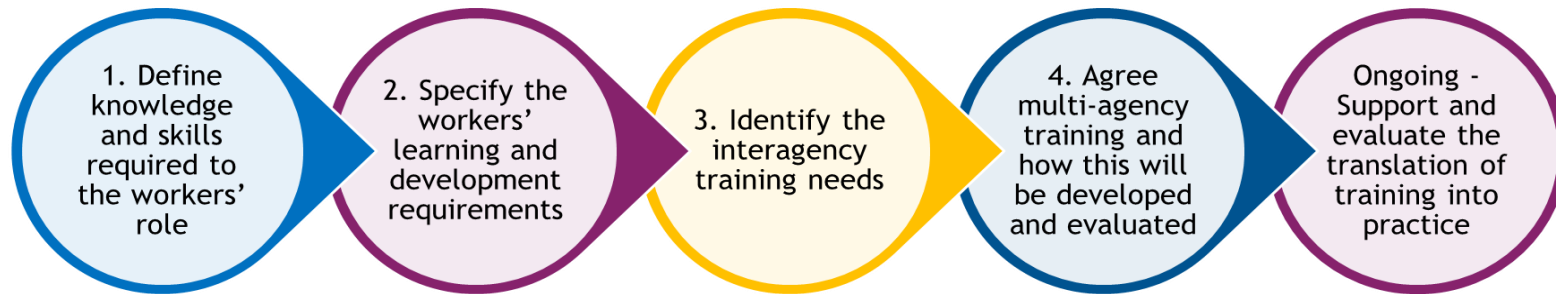 1. Define
knowledge
and skills
required to
the workers’
role
2. Specify the
workers’
learning and
development
requirements
3. Identify the
interagency
training needs
4. Agree
multi-agency
training and
how this will
be developed
and evaluated
Ongoing -
Support and
evaluate the
translation of
training into
practice